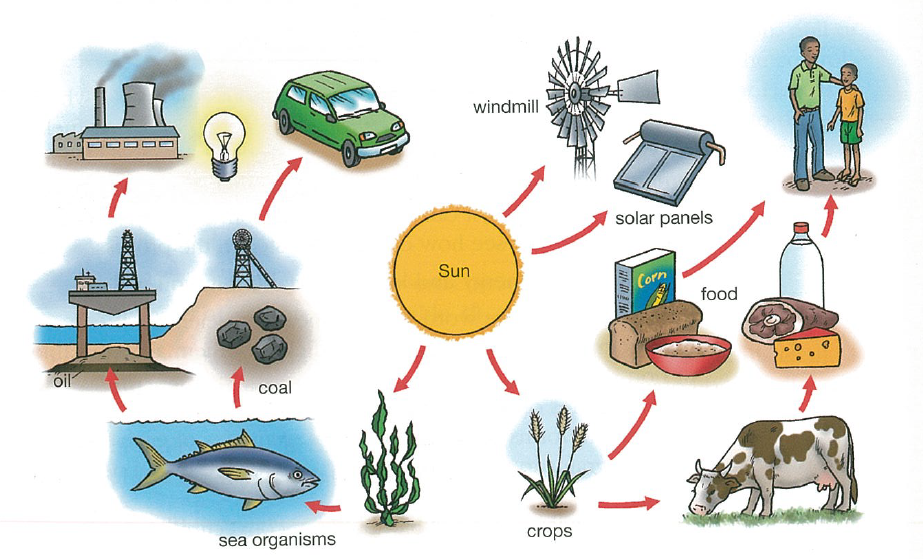 windmill
solar panels
Sun
Corn
food
oil
coal
sea organisms
crops